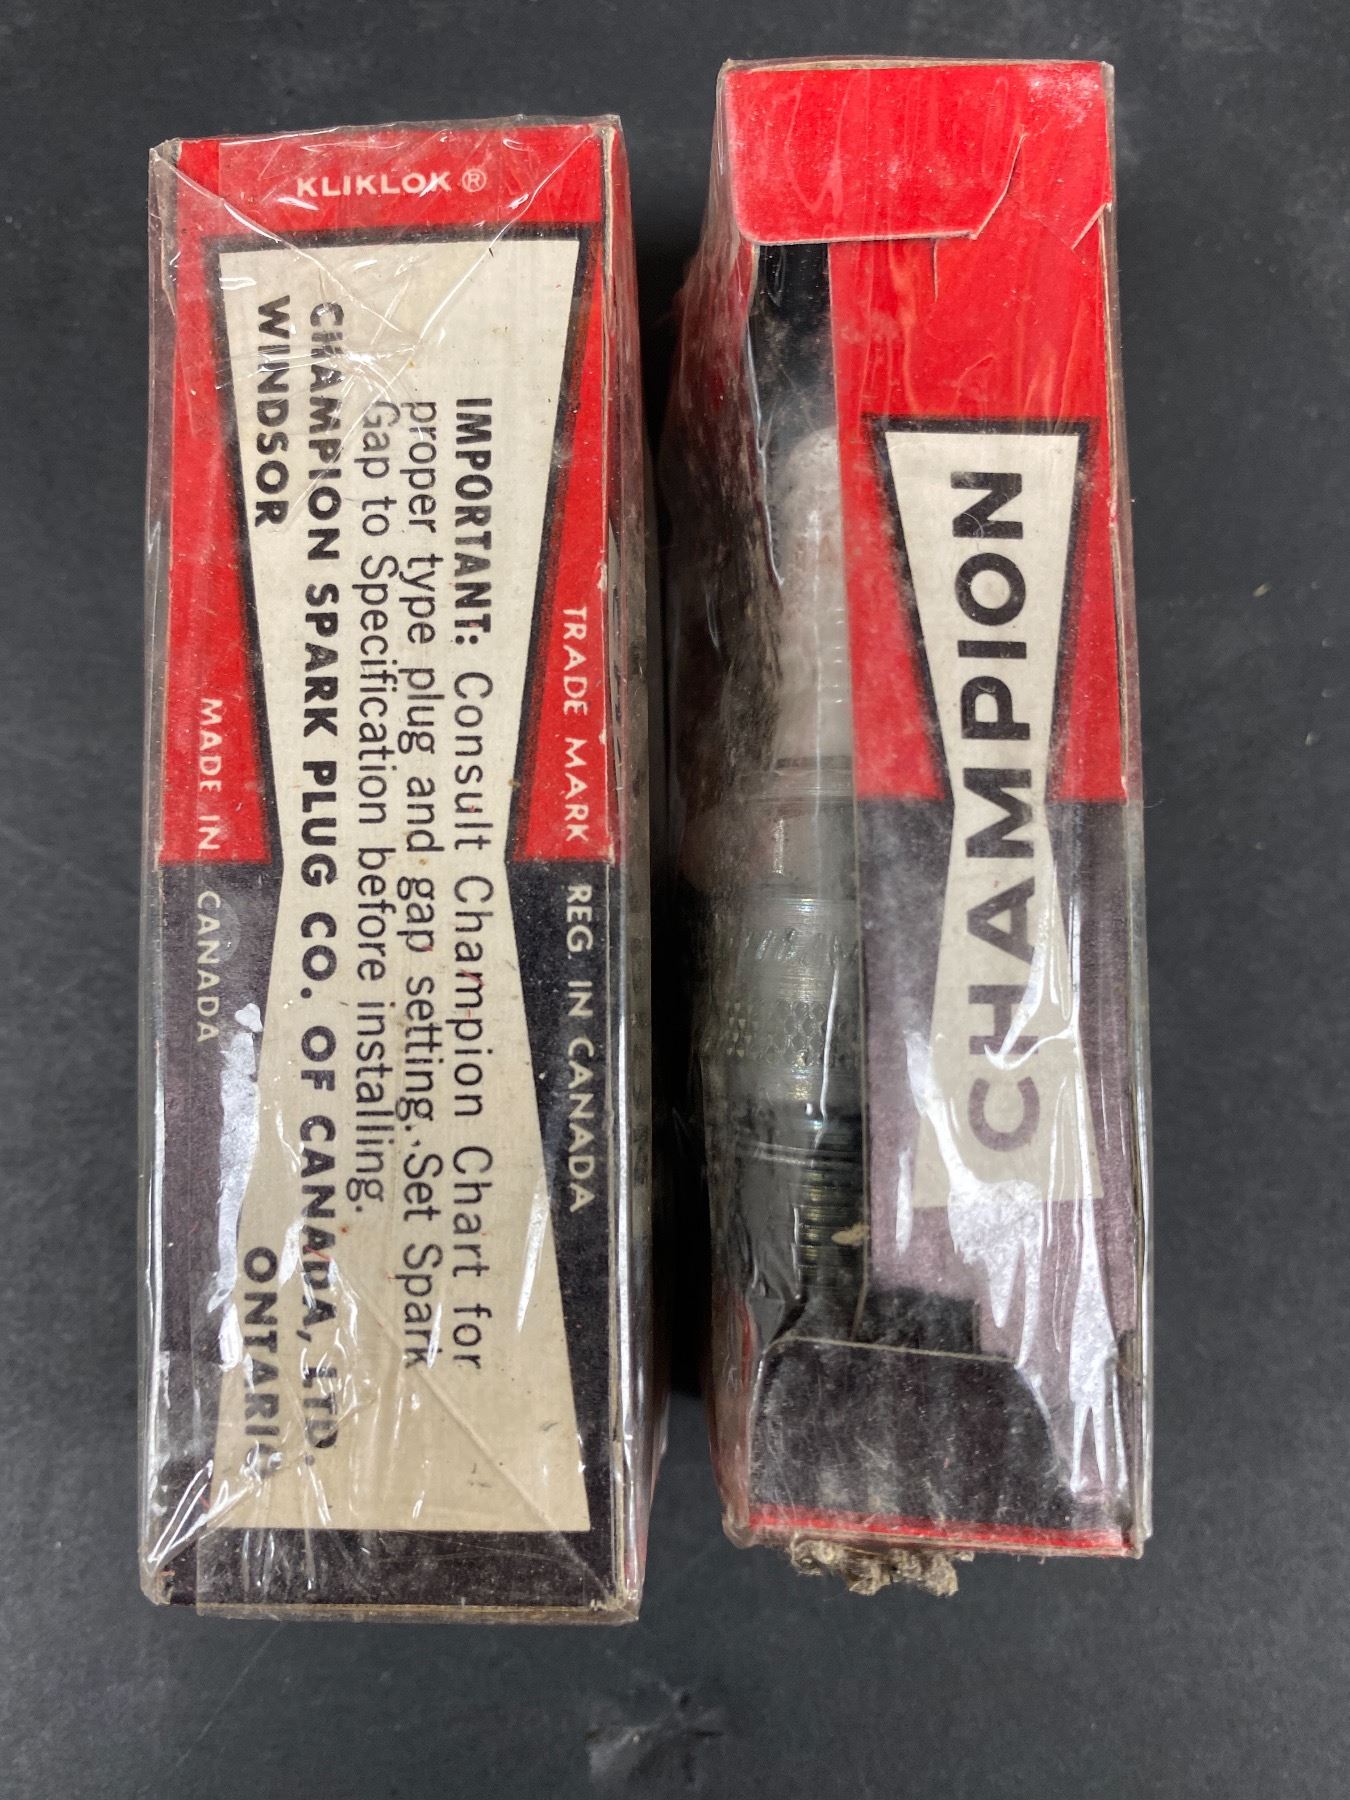 KLIKLOK ®
TRADE MARK REG. IN CANADA
IMPORTANT: Consult Champion Chart for
proper type plug and gap setting. Set Spark
Gap to Specification before installing.
CHAMPION SPARK PLUG CO. OF CANADA, LTD.
WINDSOR ONTARIO
MADE IN CANADA
CHAMPION